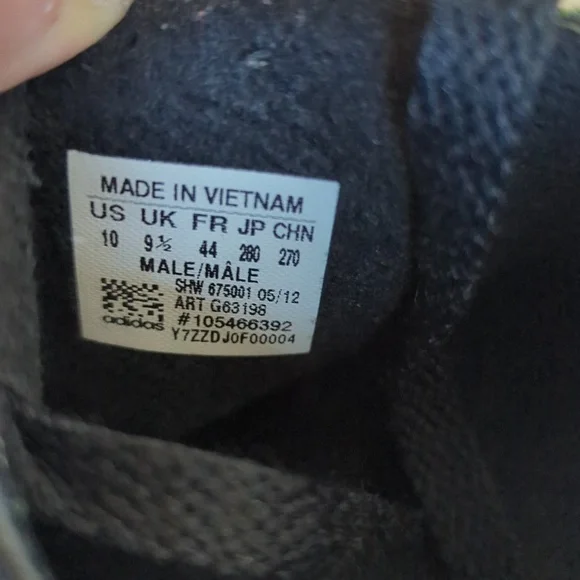 MADE IN VIETNAM
US UK FR JP CHN
10 9½ 44 280 270
MALE/MÂLE
SHW 675001 05/12
ART G63198
adidas #105466392
Y7ZZDJ0F00004